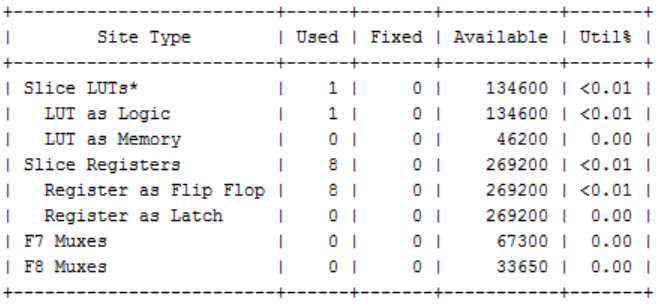 +----------------------------+------+-------+-----------+-------+
|          Site Type         | Used | Fixed | Available | Util% |
+----------------------------+------+-------+-----------+-------+
| Slice LUTs*                |    1 |     0 |    134600 | <0.01 |
|   LUT as Logic             |    1 |     0 |    134600 | <0.01 |
|   LUT as Memory            |    0 |     0 |     46200 |  0.00 |
| Slice Registers            |    8 |     0 |    269200 | <0.01 |
|   Register as Flip Flop    |    8 |     0 |    269200 | <0.01 |
|   Register as Latch        |    0 |     0 |    269200 |  0.00 |
| F7 Muxes                   |    0 |     0 |     67300 |  0.00 |
| F8 Muxes                   |    0 |     0 |     33650 |  0.00 |
+----------------------------+------+-------+-----------+-------+